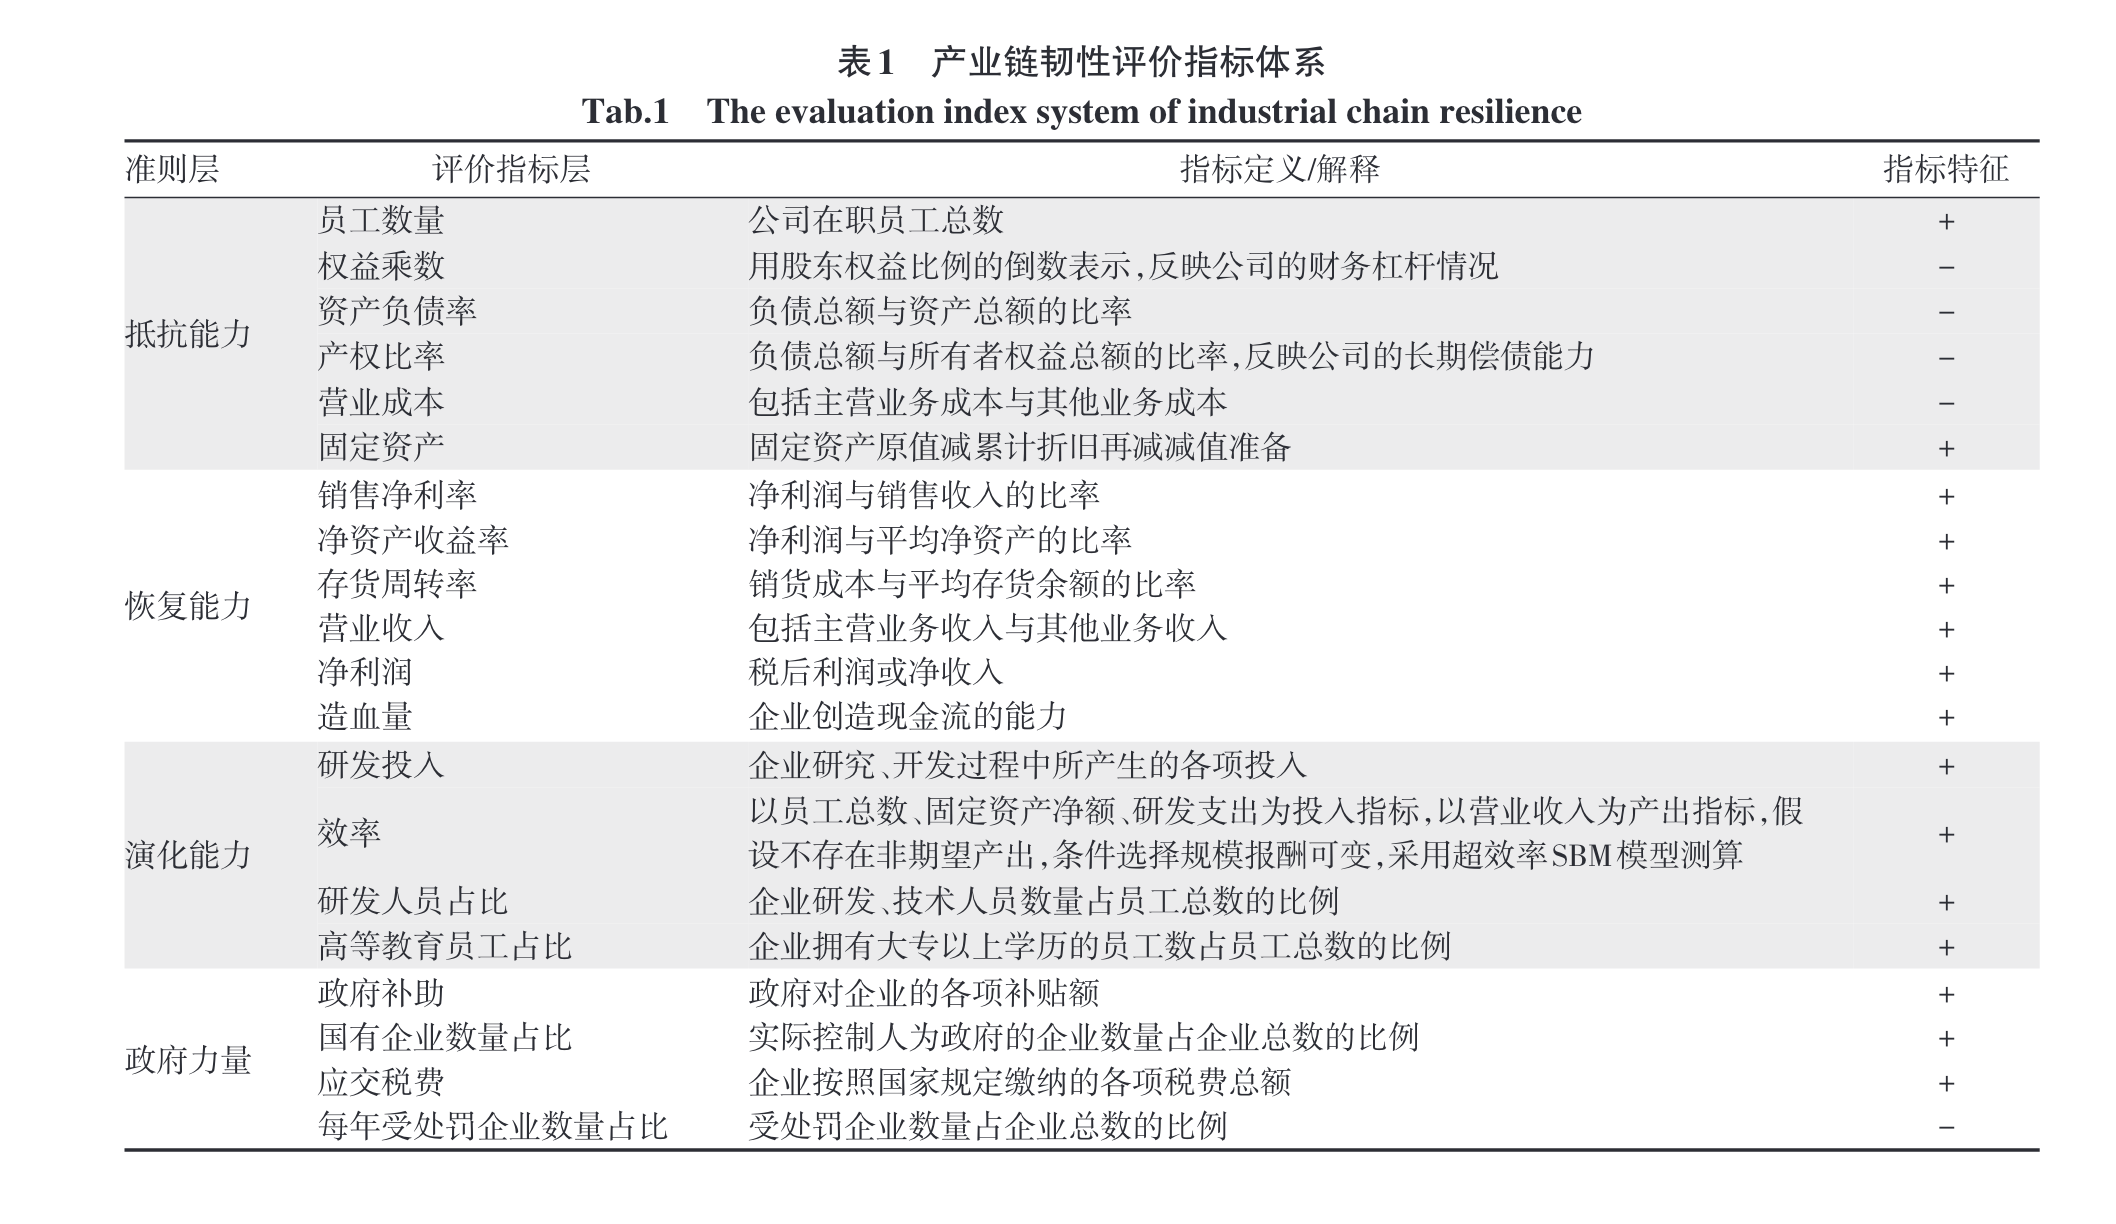 表1 产业链韧性评价指标体系
Tab.1 The evaluation index system of industrial chain resilience
准则层 评价指标层 指标定义/解释 指标特征
抵抗能力
员工数量 公司在职员工总数 +
权益乘数 用股东权益比例的倒数表示,反映公司的财务杠杆情况 −
资产负债率 负债总额与资产总额的比率 −
产权比率 负债总额与所有者权益总额的比率,反映公司的长期偿债能力 −
营业成本 包括主营业务成本与其他业务成本 −
固定资产 固定资产原值减累计折旧再减减值准备 +
恢复能力
销售净利率 净利润与销售收入的比率 +
净资产收益率 净利润与平均净资产的比率 +
存货周转率 销货成本与平均存货余额的比率 +
营业收入 包括主营业务收入与其他业务收入 +
净利润 税后利润或净收入 +
造血量 企业创造现金流的能力 +
演化能力
研发投入 企业研究、开发过程中所产生的各项投入 +
效率 以员工总数、固定资产净额、研发支出为投入指标,以营业收入为产出指标,假
设不存在非期望产出,条件选择规模报酬可变,采用超效率SBM模型测算 +
研发人员占比 企业研发、技术人员数量占员工总数的比例 +
高等教育员工占比 企业拥有大专以上学历的员工数占员工总数的比例 +
政府力量
政府补助 政府对企业的各项补贴额 +
国有企业数量占比 实际控制人为政府的企业数量占企业总数的比例 +
应交税费 企业按照国家规定缴纳的各项税费总额 +
每年受处罚企业数量占比 受处罚企业数量占企业总数的比例 −